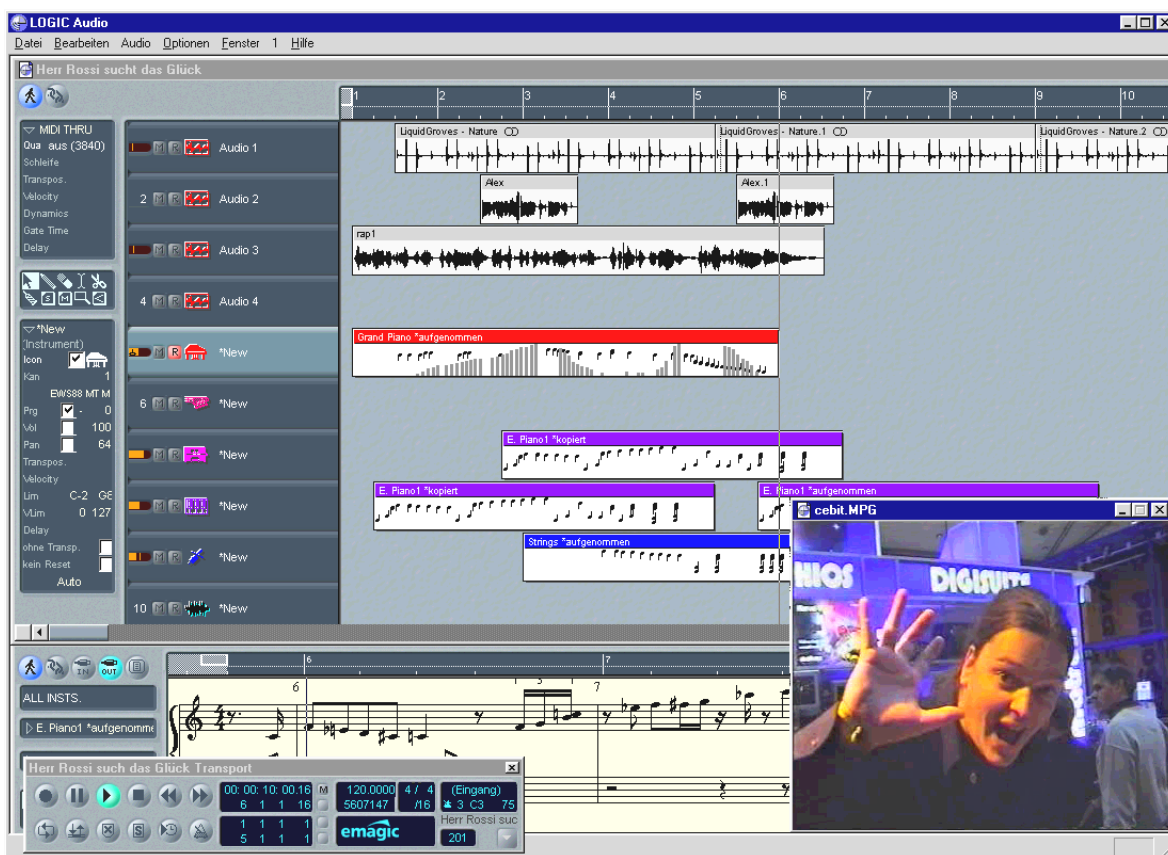 LOGIC Audio
Datei Bearbeiten Audio Optionen Fenster 1 Hilfe
Herr Rossi sucht das Glück
1 2 3 4 5 6 7 8 9 10
MIDI THRU
Qua aus (3840)
Schleife
Transpos.
Velocity
Dynamics
Gate Time
Delay
*New
(Instrument)
Icon
Kan 1
EWS88 MT M
Prg - 0
Vol 100
Pan 64
Transpos.
Velocity
Lim C-2 G8
VLim 0 127
Delay
ohne Transp.
kein Reset
Auto
M R Audio 1
2 M R Audio 2
M R Audio 3
4 M R Audio 4
M R *New
6 M R *New
M R *New
M R *New
M R *New
10 M R *New
LiquidGroves - Nature LiquidGroves - Nature.1 LiquidGroves - Nature.2
Alex Alex.1
rap1
Grand Piano *aufgenommen
E. Piano1 *kopiert
E. Piano1 *kopiert E. Piano1 *aufgenommen
Strings *aufgenommen
cebit.MPG
HIOS DIGISUITE
IN OUT
ALL INSTS.
E. Piano1 *aufgenomme
6 7
6 7
Herr Rossi such das Glück Transport
00: 00: 10: 00.16 M 120.0000 4 / 4 (Eingang)
6 1 1 16 5607147 /16 3 C3 75
1 1 1 1 emagic Herr Rossi suc
5 1 1 1 201